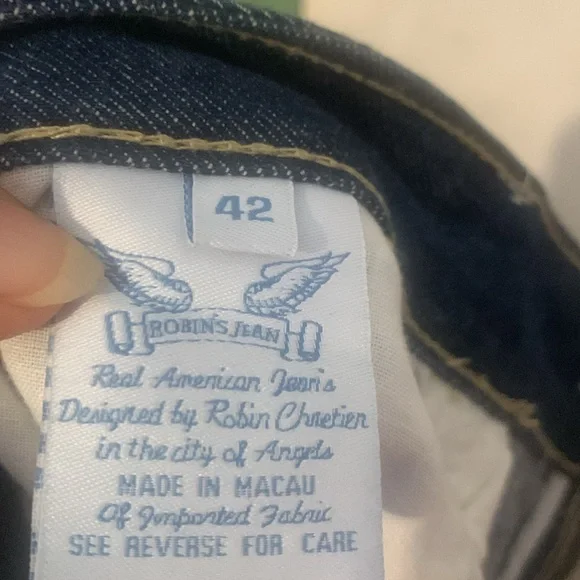 42
ROBIN'S JEAN
Real American Jean's
Designed by Robin Chretien
in the city of Angels
MADE IN MACAU
Of Imported Fabric
SEE REVERSE FOR CARE